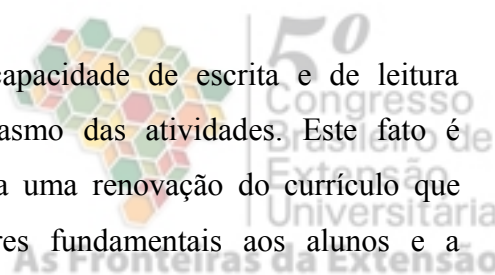 5º
capacidade de escrita e de leitura
Congresso
asmo das atividades. Este fato é
Brasileiro de
a uma renovação do currículo que
Extensão
Universitária
res fundamentais aos alunos e a
As Fronteiras da Extensão